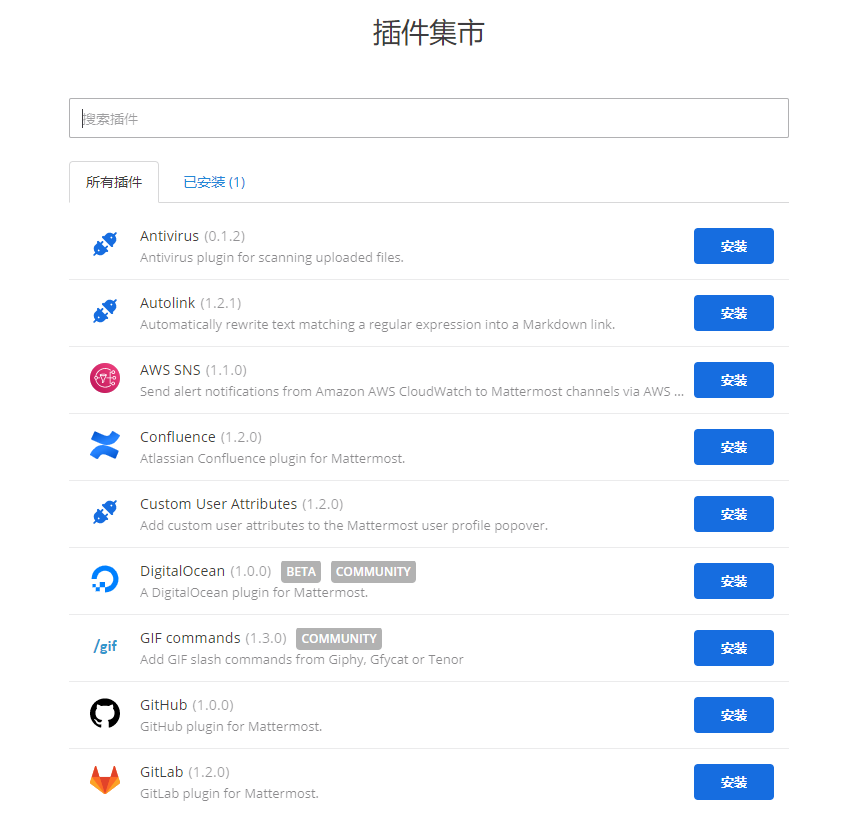 插件集市
搜索插件
所有插件 已安装 (1)
Antivirus (0.1.2)
Antivirus plugin for scanning uploaded files.
安装
Autolink (1.2.1)
Automatically rewrite text matching a regular expression into a Markdown link.
安装
AWS SNS (1.1.0)
Send alert notifications from Amazon AWS CloudWatch to Mattermost channels via AWS ...
安装
Confluence (1.2.0)
Atlassian Confluence plugin for Mattermost.
安装
Custom User Attributes (1.2.0)
Add custom user attributes to the Mattermost user profile popover.
安装
DigitalOcean (1.0.0) BETA COMMUNITY
A DigitalOcean plugin for Mattermost.
安装
/gif
GIF commands (1.3.0) COMMUNITY
Add GIF slash commands from Giphy, Gfycat or Tenor
安装
GitHub (1.0.0)
GitHub plugin for Mattermost.
安装
GitLab (1.2.0)
GitLab plugin for Mattermost.
安装